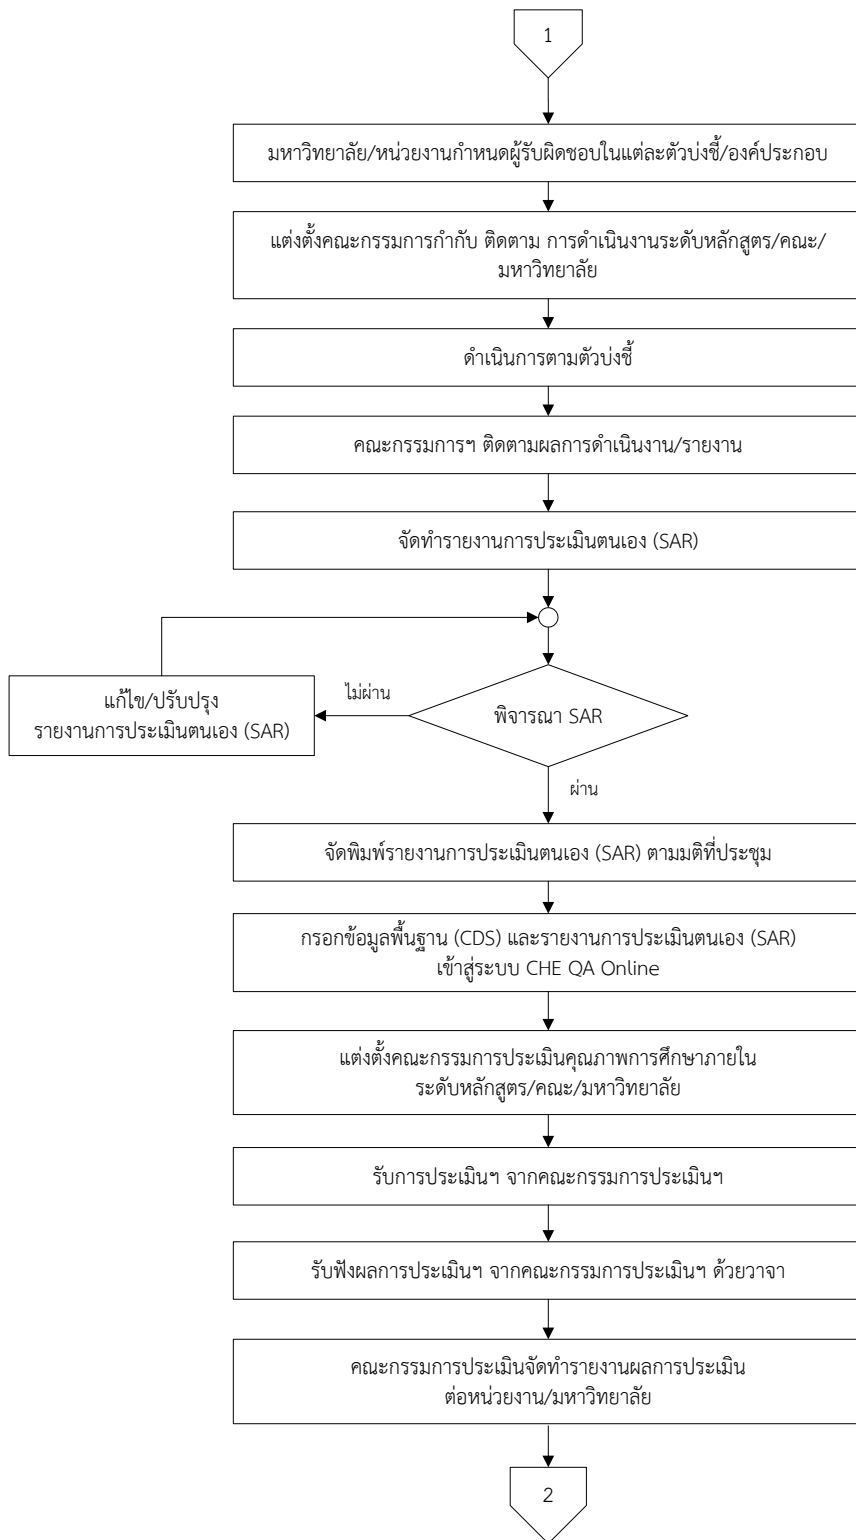 1
มหาวิทยาลัย/หน่วยงานกำหนดผู้รับผิดชอบในแต่ละตัวบ่งชี้/องค์ประกอบ
แต่งตั้งคณะกรรมการกำกับ ติดตาม การดำเนินงานระดับหลักสูตร/คณะ/
มหาวิทยาลัย
ดำเนินการตามตัวบ่งชี้
คณะกรรมการฯ ติดตามผลการดำเนินงาน/รายงาน
จัดทำรายงานการประเมินตนเอง (SAR)
แก้ไข/ปรับปรุง
รายงานการประเมินตนเอง (SAR)
ไม่ผ่าน
พิจารณา SAR
ผ่าน
จัดพิมพ์รายงานการประเมินตนเอง (SAR) ตามมติที่ประชุม
กรอกข้อมูลพื้นฐาน (CDS) และรายงานการประเมินตนเอง (SAR)
เข้าสู่ระบบ CHE QA Online
แต่งตั้งคณะกรรมการประเมินคุณภาพการศึกษาภายใน
ระดับหลักสูตร/คณะ/มหาวิทยาลัย
รับการประเมินฯ จากคณะกรรมการประเมินฯ
รับฟังผลการประเมินฯ จากคณะกรรมการประเมินฯ ด้วยวาจา
คณะกรรมการประเมินจัดทำรายงานผลการประเมิน
ต่อหน่วยงาน/มหาวิทยาลัย
2